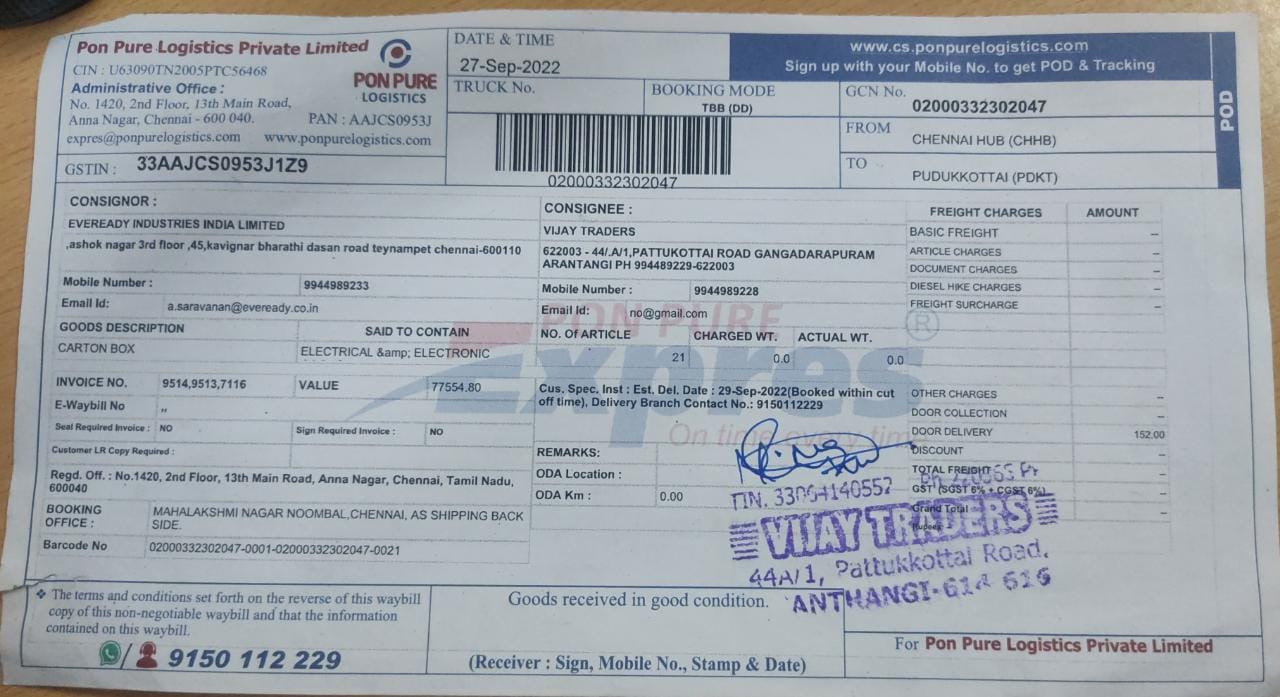 Pon Pure Logistics Private Limited
CIN : U63090TN2005PTC56468
Administrative Office :
No. 1420, 2nd Floor, 13th Main Road,
Anna Nagar, Chennai - 600 040. PAN : AAJCS0953J
expres@ponpurelogistics.com www.ponpurelogistics.com
PON PURE
LOGISTICS
GSTIN : 33AAJCS0953J1Z9
DATE & TIME
27-Sep-2022
TRUCK No.
BOOKING MODE
TBB (DD)
02000332302047
www.cs.ponpurelogistics.com
Sign up with your Mobile No. to get POD & Tracking
GCN No. 02000332302047
FROM CHENNAI HUB (CHHB)
TO PUDUKKOTTAI (PDKT)
POD
CONSIGNOR :
EVEREADY INDUSTRIES INDIA LIMITED
,ashok nagar 3rd floor ,45,kavignar bharathi dasan road teynampet chennai-600110
Mobile Number : 9944989233
Email Id: a.saravanan@eveready.co.in
GOODS DESCRIPTION SAID TO CONTAIN
CARTON BOX ELECTRICAL &amp; ELECTRONIC
INVOICE NO. 9514,9513,7116 VALUE 77554.80
E-Waybill No ,,
Seal Required Invoice : NO Sign Required Invoice : NO
Customer LR Copy Required :
Regd. Off. : No.1420, 2nd Floor, 13th Main Road, Anna Nagar, Chennai, Tamil Nadu,
600040
BOOKING OFFICE : MAHALAKSHMI NAGAR NOOMBAL,CHENNAI, AS SHIPPING BACK
SIDE.
Barcode No 02000332302047-0001-02000332302047-0021
CONSIGNEE :
VIJAY TRADERS
622003 - 44/.A/1,PATTUKOTTAI ROAD GANGADARAPURAM
ARANTANGI PH 994489229-622003
Mobile Number : 9944989228
Email Id: no@gmail.com
NO. Of ARTICLE CHARGED WT. ACTUAL WT.
21 0.0 0.0
Cus. Spec. Inst : Est. Del. Date : 29-Sep-2022(Booked within cut
off time), Delivery Branch Contact No.: 9150112229
REMARKS:
ODA Location :
ODA Km : 0.00
PON PURE
Expres
®
On time every time
FREIGHT CHARGES AMOUNT
BASIC FREIGHT –
ARTICLE CHARGES –
DOCUMENT CHARGES –
DIESEL HIKE CHARGES –
FREIGHT SURCHARGE –
OTHER CHARGES –
DOOR COLLECTION –
DOOR DELIVERY 152.00
DISCOUNT –
TOTAL FREIGHT –
GST (SGST 6% + CGST 6%) –
Grand Total –
Rupees –
TIN. 33064140552
VIJAY TRADERS
44A/1, Pattukkottai Road,
ANTHANGI-614 616
❖ The terms and conditions set forth on the reverse of this waybill
copy of this non-negotiable waybill and that the information
contained on this waybill.
/ 9150 112 229
Goods received in good condition.
(Receiver : Sign, Mobile No., Stamp & Date)
For Pon Pure Logistics Private Limited